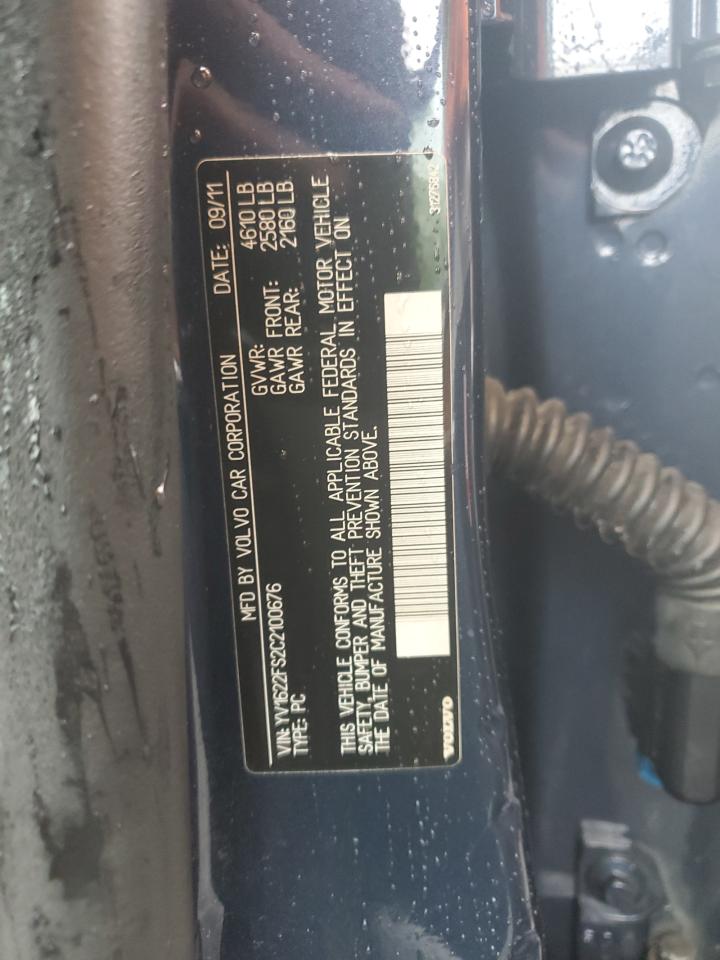 MFD BY VOLVO CAR CORPORATION DATE: 09/11
GVWR: 4610 LB
GAWR FRONT: 2580 LB
VIN: YV1622FS2C2100676
GAWR REAR: 2160 LB
TYPE: PC
THIS VEHICLE CONFORMS TO ALL APPLICABLE FEDERAL MOTOR VEHICLE
SAFETY, BUMPER AND THEFT PREVENTION STANDARDS IN EFFECT ON
THE DATE OF MANUFACTURE SHOWN ABOVE.
VOLVO